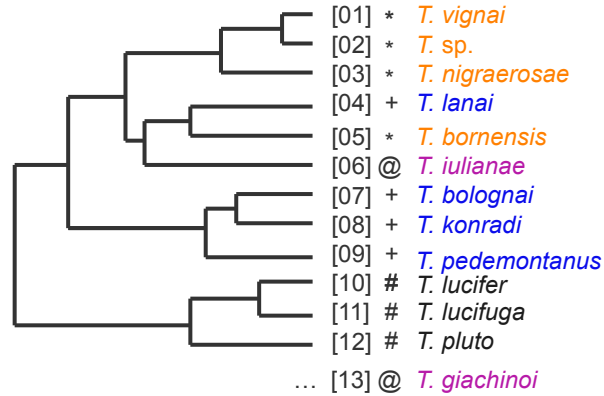 [01] * T. vignai
[02] * T. sp.
[03] * T. nigraerosae
[04] + T. lanai
[05] * T. bornensis
[06] @ T. iulianae
[07] + T. bolognai
[08] + T. konradi
[09] + T. pedemontanus
[10] # T. lucifer
[11] # T. lucifuga
[12] # T. pluto
... [13] @ T. giachinoi